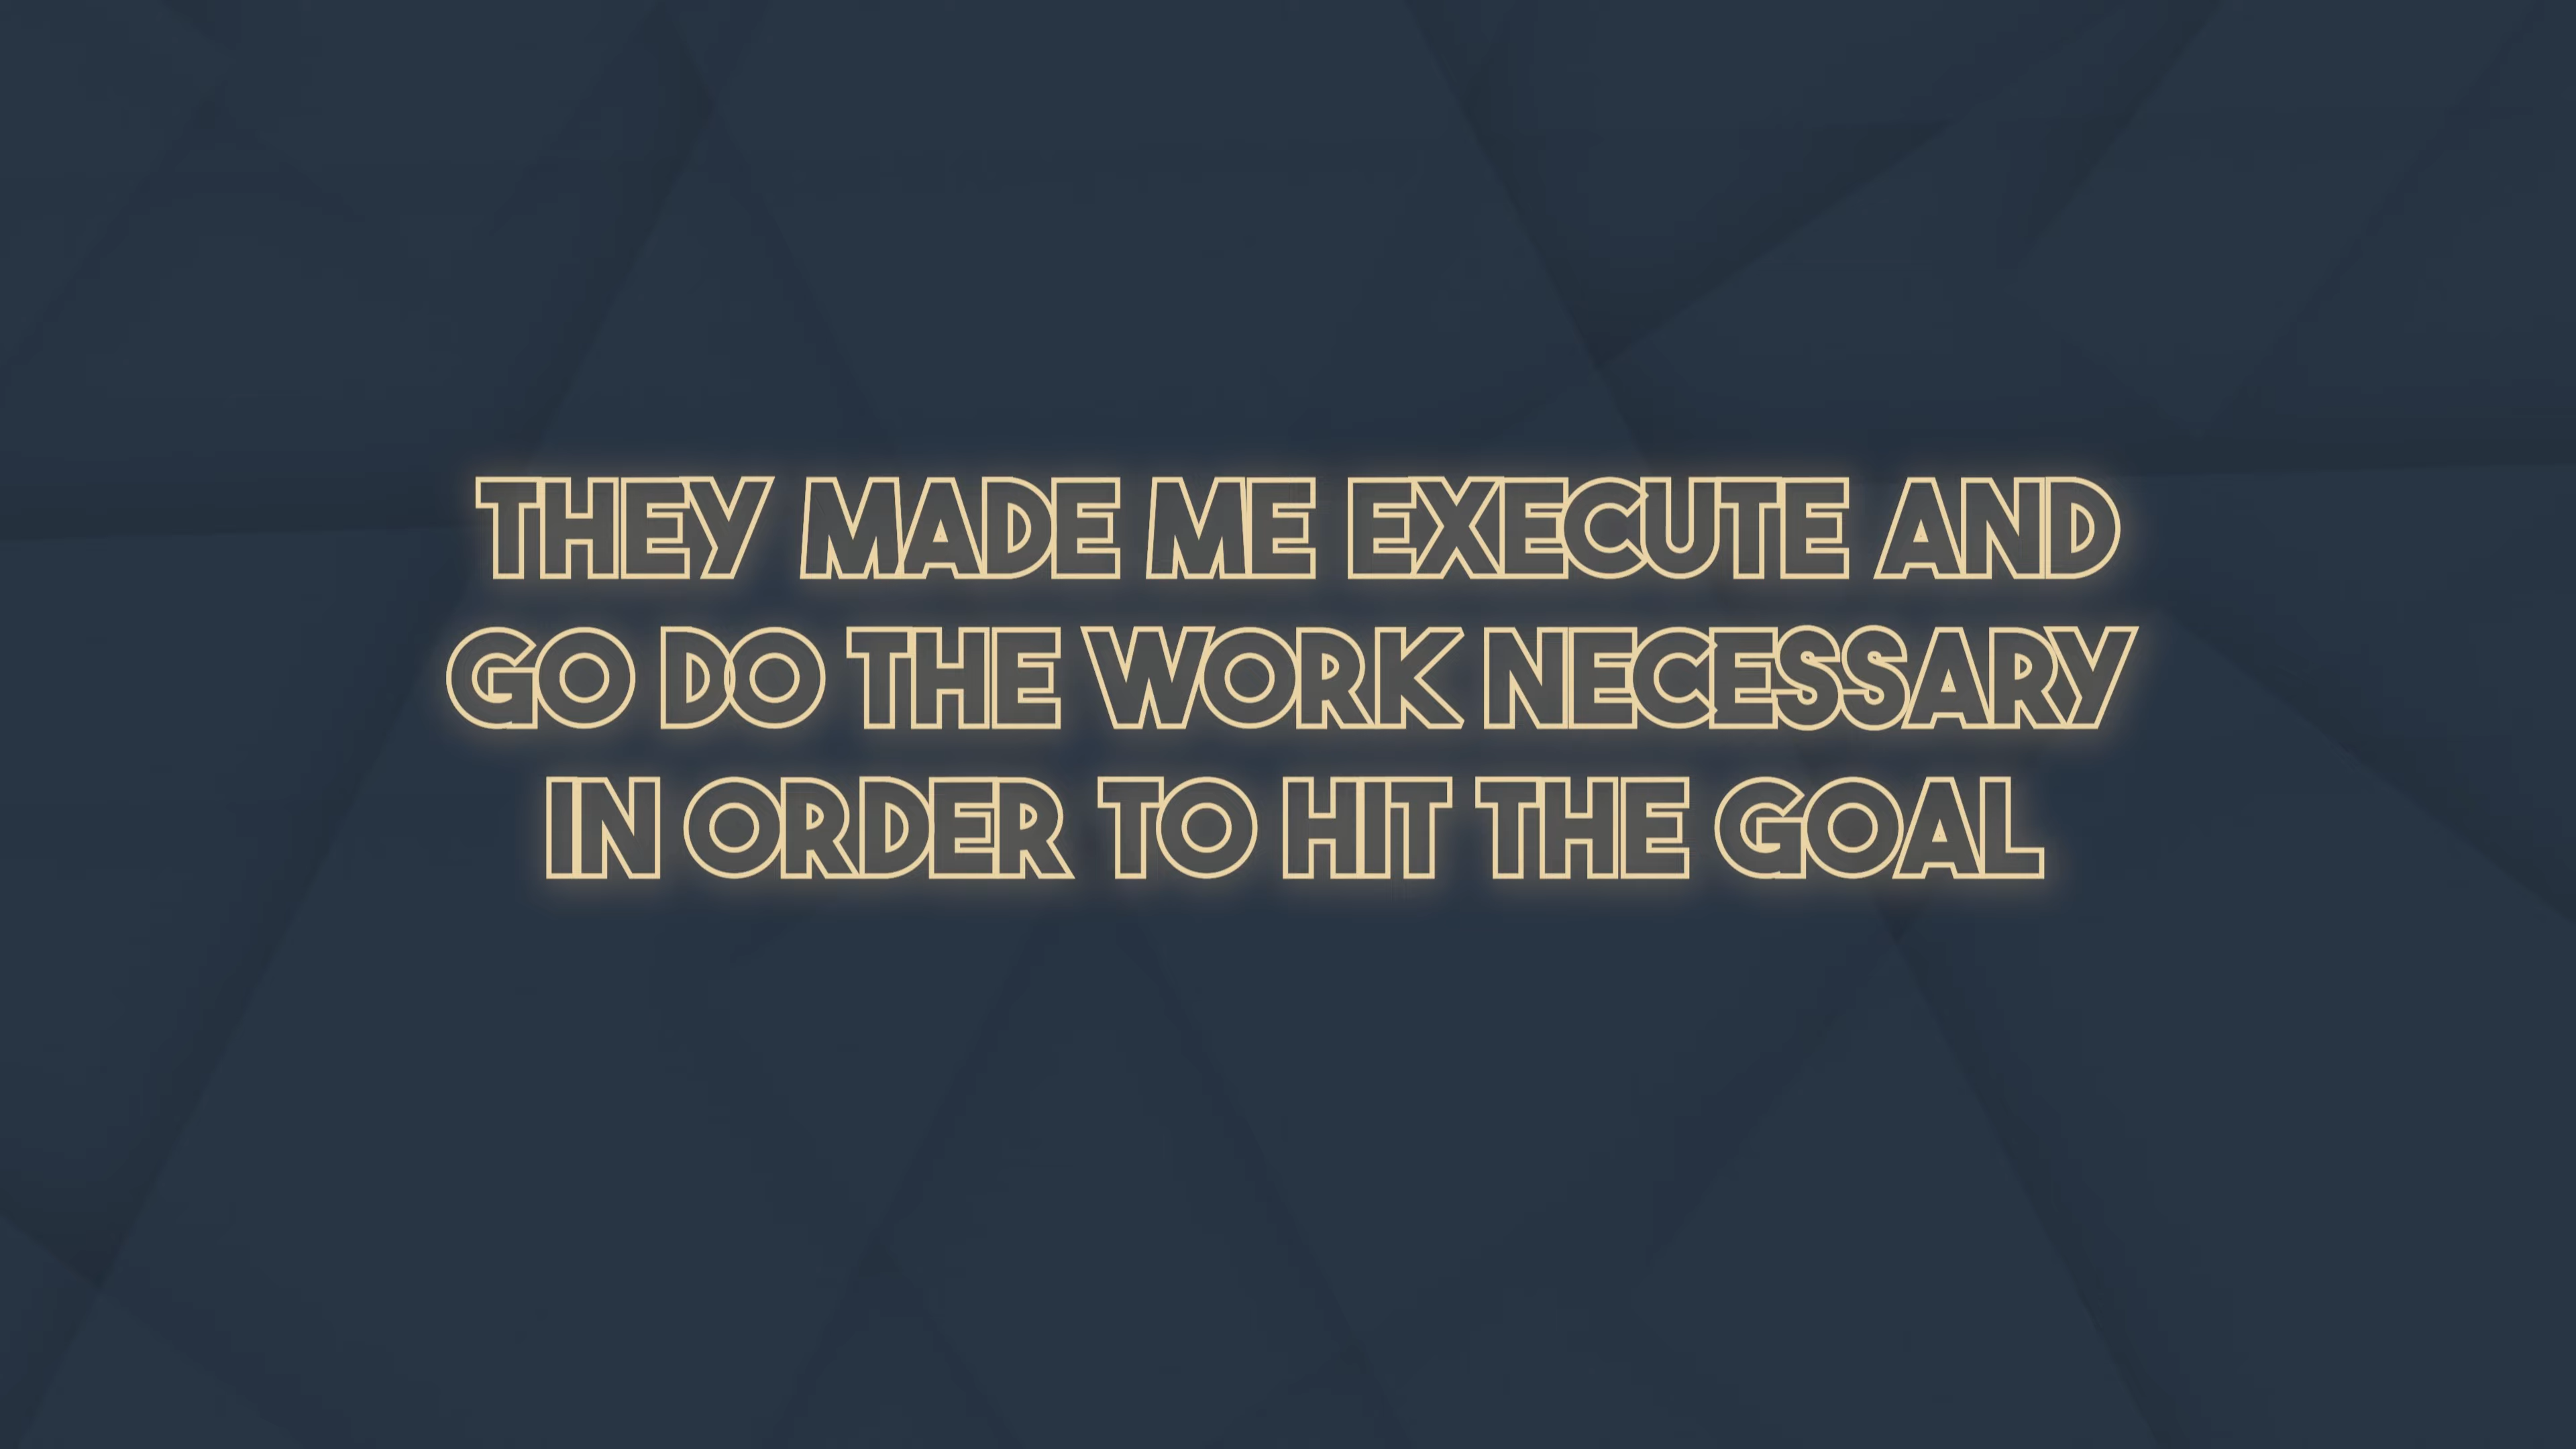 THEY MADE ME EXECUTE AND
GO DO THE WORK NECESSARY
IN ORDER TO HIT THE GOAL